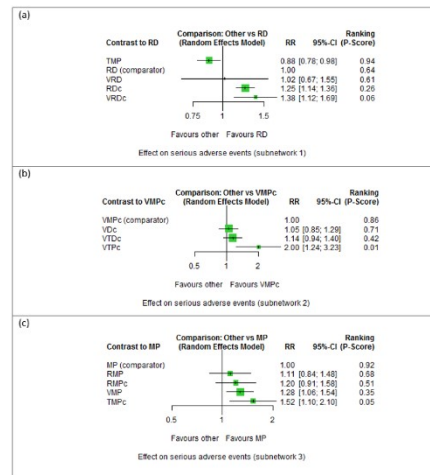 (a)
Comparison: Other vs RD Ranking
Contrast to RD (Random Effects Model) RR 95%-CI (P-Score)
TMP 0.88 [0.78; 0.98] 0.94
RD (comparator) 1.00 0.64
VRD 1.02 [0.67; 1.55] 0.61
RDc 1.25 [1.14; 1.36] 0.26
VRDc 1.38 [1.12; 1.69] 0.06
0.75 1 1.5
Favours other Favours RD
Effect on serious adverse events (subnetwork 1)
(b)
Comparison: Other vs VMPc Ranking
Contrast to VMPc (Random Effects Model) RR 95%-CI (P-Score)
VMPc (comparator) 1.00 0.86
VDc 1.05 [0.85; 1.29] 0.71
VTDc 1.14 [0.94; 1.40] 0.42
VTPc 2.00 [1.24; 3.23] 0.01
0.5 1 2
Favours other Favours VMPc
Effect on serious adverse events (subnetwork 2)
(c)
Comparison: Other vs MP Ranking
Contrast to MP (Random Effects Model) RR 95%-CI (P-Score)
MP (comparator) 1.00 0.92
RMP 1.11 [0.84; 1.48] 0.68
RMPc 1.20 [0.91; 1.58] 0.51
VMP 1.28 [1.06; 1.54] 0.35
TMPc 1.52 [1.10; 2.10] 0.05
0.5 1 2
Favours other Favours MP
Effect on serious adverse events (subnetwork 3)